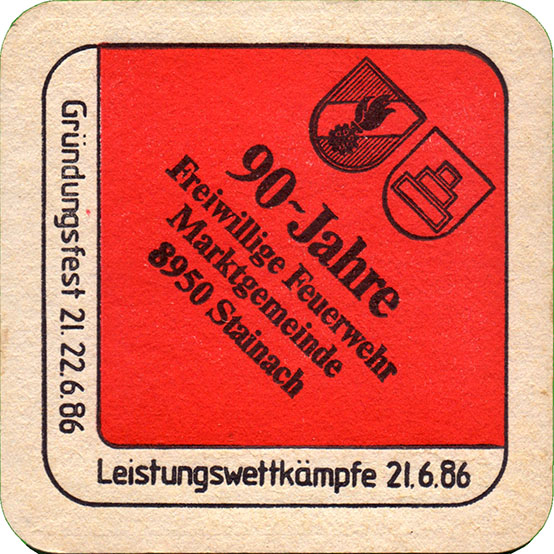 90-Jahre
Freiwillige Feuerwehr
Marktgemeinde
8950 Stainach
Gründungsfest 21. 22.6.86
Leistungswettkämpfe 21.6.86